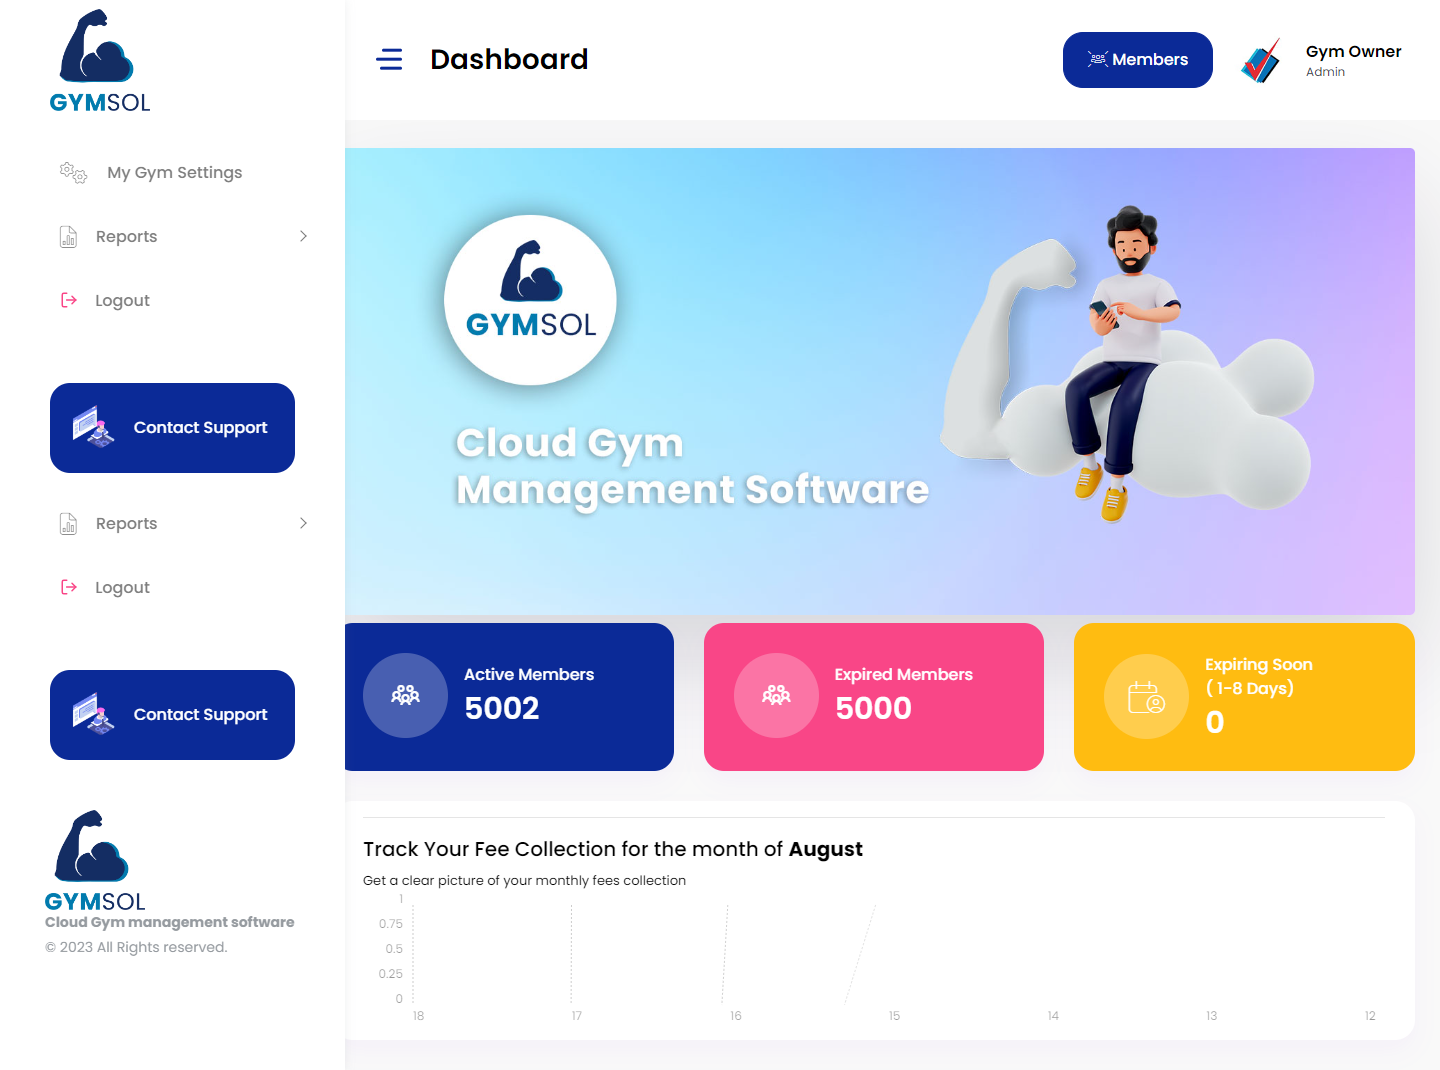 GYMSOL
My Gym Settings
Reports
Logout
Contact Support
Reports
Logout
Contact Support
GYMSOL
Cloud Gym management software
© 2023 All Rights reserved.
Dashboard
Members
Gym Owner
Admin
GYMSOL
Cloud Gym
Management Software
Active Members
5002
Expired Members
5000
Expiring Soon
( 1-8 Days)
0
Track Your Fee Collection for the month of August
Get a clear picture of your monthly fees collection
1
0.75
0.5
0.25
0
18 17 16 15 14 13 12